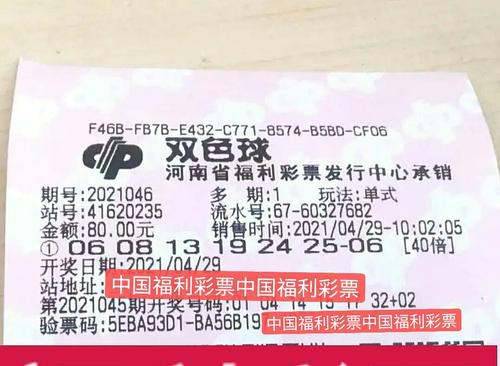 F46B-FB7B-E432-C771-8574-B5BD-CF06
双色球
河南省福利彩票发行中心承销
期号:2021046 多 期:1 玩法:单式
站号:41620235 流水号:67-60327682
金额:80.00元 销售时间:2021/04/29-10:02:05
① 06 08 13 19 24 25-06 [40倍]
开奖日期:2021/04/29
站地址:
中国福利彩票中国福利彩票
第2021045期开奖号码:01 04 14 32+02
验票码:5EBA93D1-BA56B19
中国福利彩票中国福利彩票